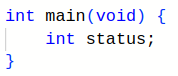 int main(void) {
    int status;
}